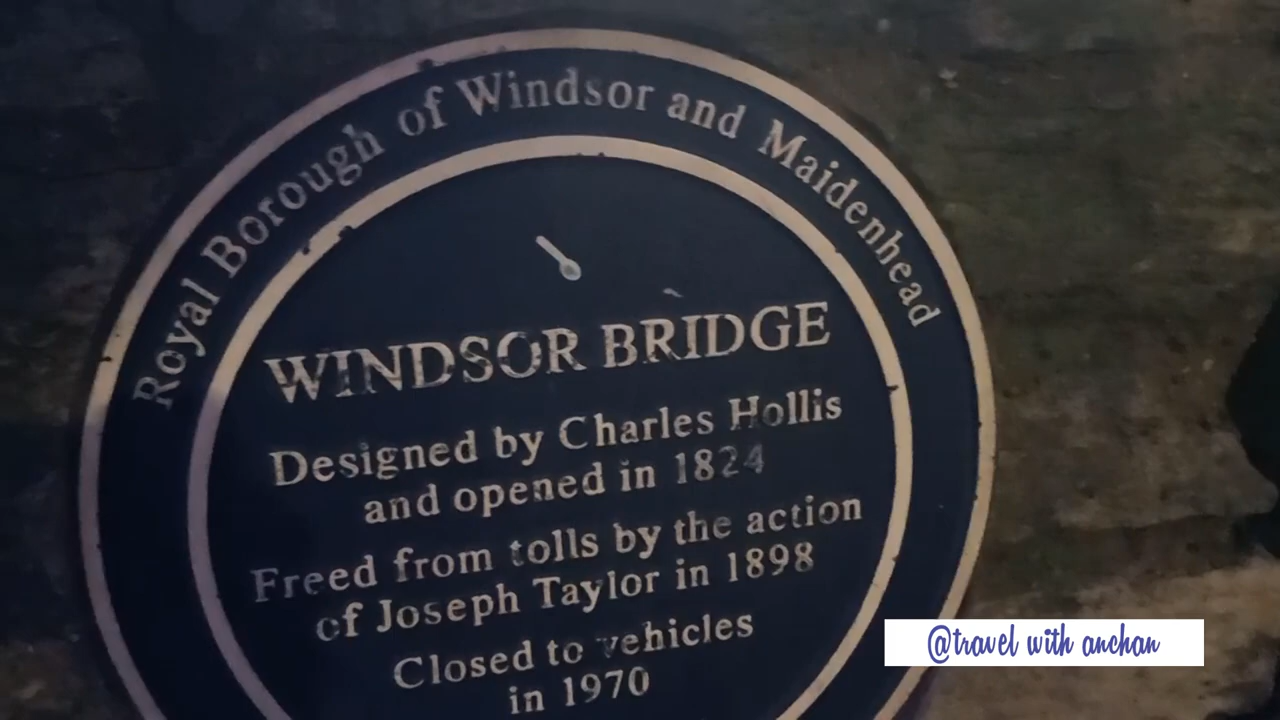 Royal Borough of Windsor and Maidenhead
WINDSOR BRIDGE
Designed by Charles Hollis
and opened in 1824
Freed from tolls by the action
of Joseph Taylor in 1898
Closed to vehicles
in 1970
@travel with anchan